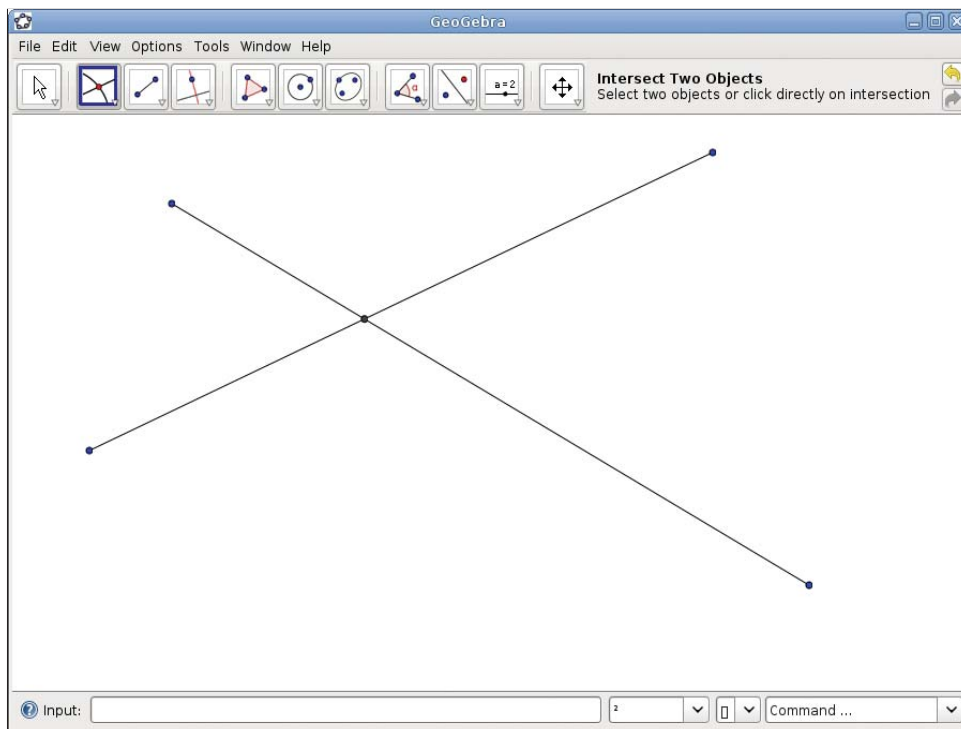 GeoGebra
File Edit View Options Tools Window Help
α
a = 2
Intersect Two Objects
Select two objects or click directly on intersection
Input:
²
▯
Command ...